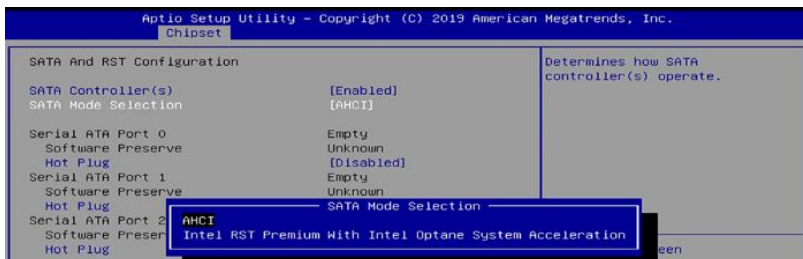 Aptio Setup Utility – Copyright (C) 2019 American Megatrends, Inc.
Chipset
SATA And RST Configuration
Determines how SATA
controller(s) operate.
SATA Controller(s) [Enabled]
SATA Mode Selection [AHCI]
Serial ATA Port 0 Empty
Software Preserve Unknown
Hot Plug [Disabled]
Serial ATA Port 1 Empty
Software Preserve Unknown
Hot Plug
SATA Mode Selection
Serial ATA Port 2
AHCI
Software Preser
Intel RST Premium With Intel Optane System Acceleration
Hot Plug
een